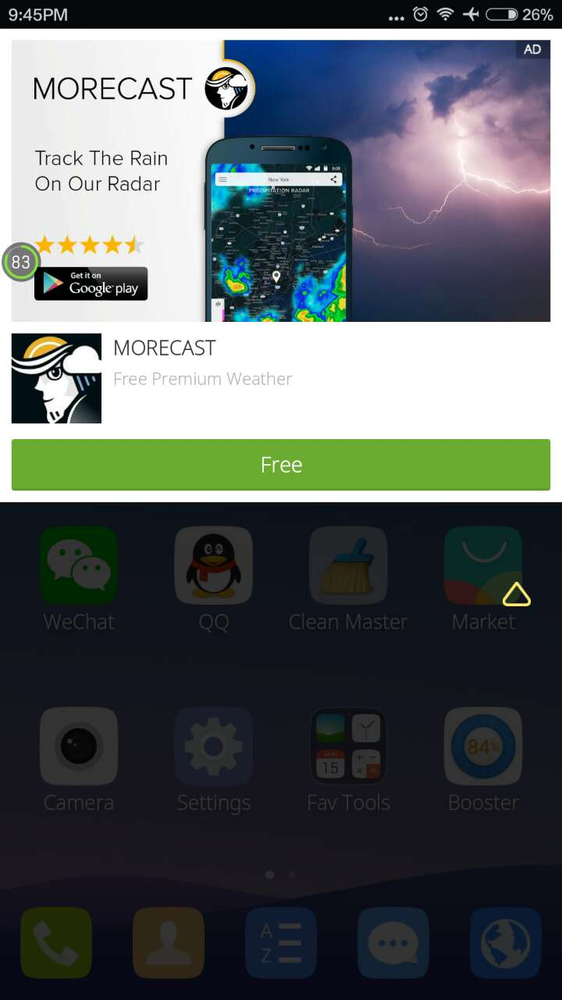 9:45PM
26%
AD
MORECAST
Track The Rain
On Our Radar
8:08
New York
PRECIPITATION RADAR
83
Get it on
Google play
MORECAST
Free Premium Weather
Free
WeChat
QQ
Clean Master
Market
15
84%
Camera
Settings
Fav Tools
Booster
A
Z